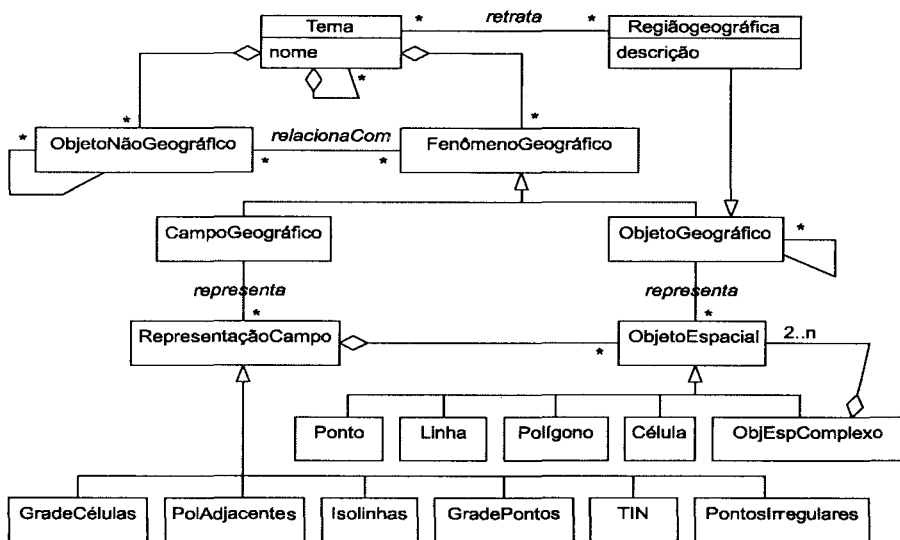 Tema
nome
* retrata *
Regiãogeográfica
descrição
*
*
*
*
ObjetoNãoGeográfico
relacionaCom
* *
FenômenoGeográfico
CampoGeográfico
ObjetoGeográfico
*
representa
*
representa
*
RepresentaçãoCampo
*
ObjetoEspacial
2..n
Ponto
Linha
Polígono
Célula
ObjEspComplexo
GradeCélulas
PolAdjacentes
Isolinhas
GradePontos
TIN
PontosIrregulares